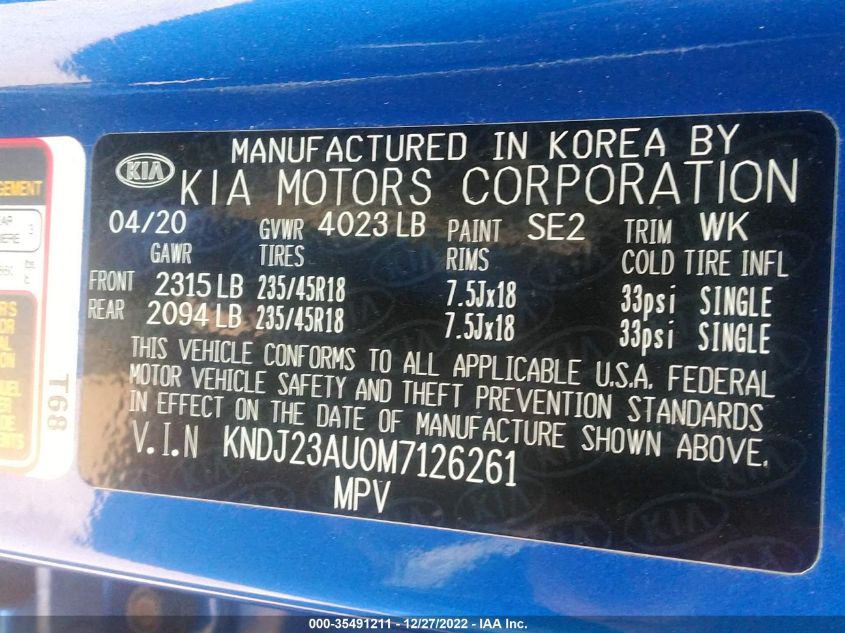 MANUFACTURED IN KOREA BY
KIA KIA MOTORS CORPORATION
04/20 GVWR 4023 LB PAINT SE2 TRIM WK
GAWR TIRES RIMS COLD TIRE INFL
FRONT 2315 LB 235/45R18 7.5Jx18 33psi SINGLE
REAR 2094 LB 235/45R18 7.5Jx18 33psi SINGLE
THIS VEHICLE CONFORMS TO ALL APPLICABLE U.S.A. FEDERAL
MOTOR VEHICLE SAFETY AND THEFT PREVENTION STANDARDS
IN EFFECT ON THE DATE OF MANUFACTURE SHOWN ABOVE.
V.I.N KNDJ23AU0M7126261
MPV
T68
000-35491211 - 12/27/2022 - IAA Inc.